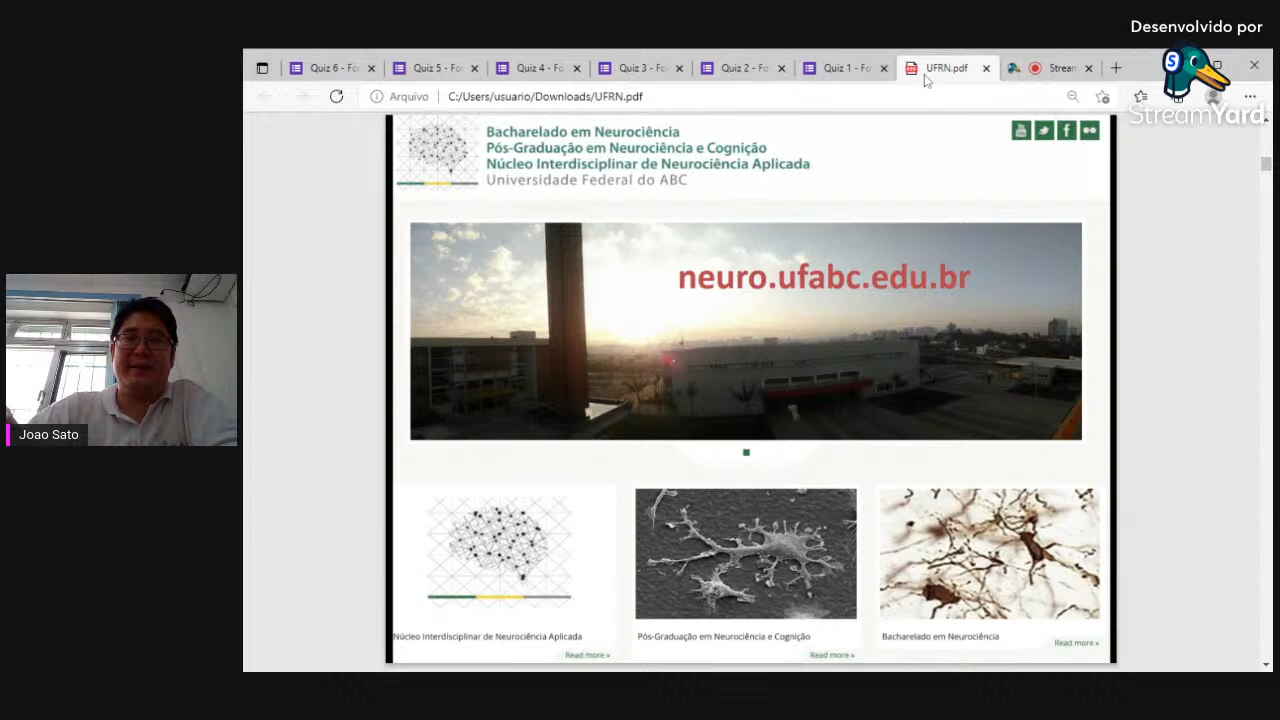 Desenvolvido por
StreamYard
Quiz 6 - Fo
Quiz 5 - Fo
Quiz 4 - Fo
Quiz 3 - Fo
Quiz 2 - Fo
Quiz 1 - Fo
UFRN.pdf
Stream
Arquivo
C:/Users/usuario/Downloads/UFRN.pdf
Bacharelado em Neurociência
Pós-Graduação em Neurociência e Cognição
Núcleo Interdisciplinar de Neurociência Aplicada
Universidade Federal do ABC
neuro.ufabc.edu.br
Joao Sato
Núcleo Interdisciplinar de Neurociência Aplicada
Read more »
Pós-Graduação em Neurociência e Cognição
Read more »
Bacharelado em Neurociência
Read more »